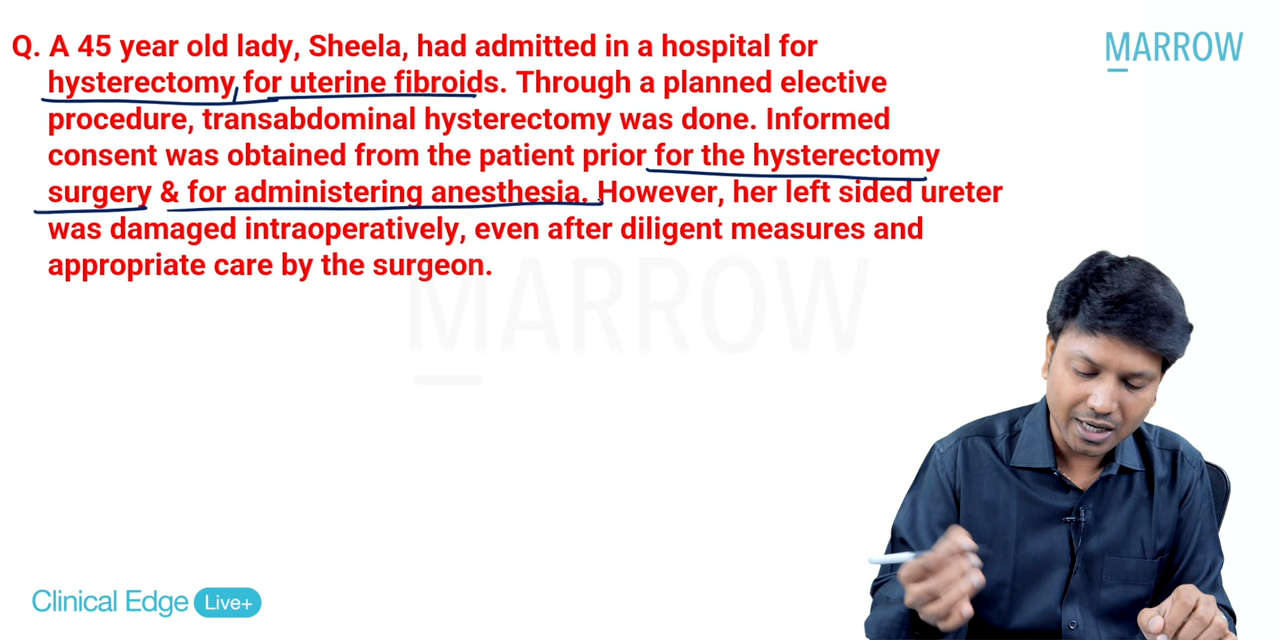 Q. A 45 year old lady, Sheela, had admitted in a hospital for
hysterectomy, for uterine fibroids. Through a planned elective
procedure, transabdominal hysterectomy was done. Informed
consent was obtained from the patient prior for the hysterectomy
surgery & for administering anesthesia. However, her left sided ureter
was damaged intraoperatively, even after diligent measures and
appropriate care by the surgeon.
MARROW
MARROW
Clinical Edge Live+